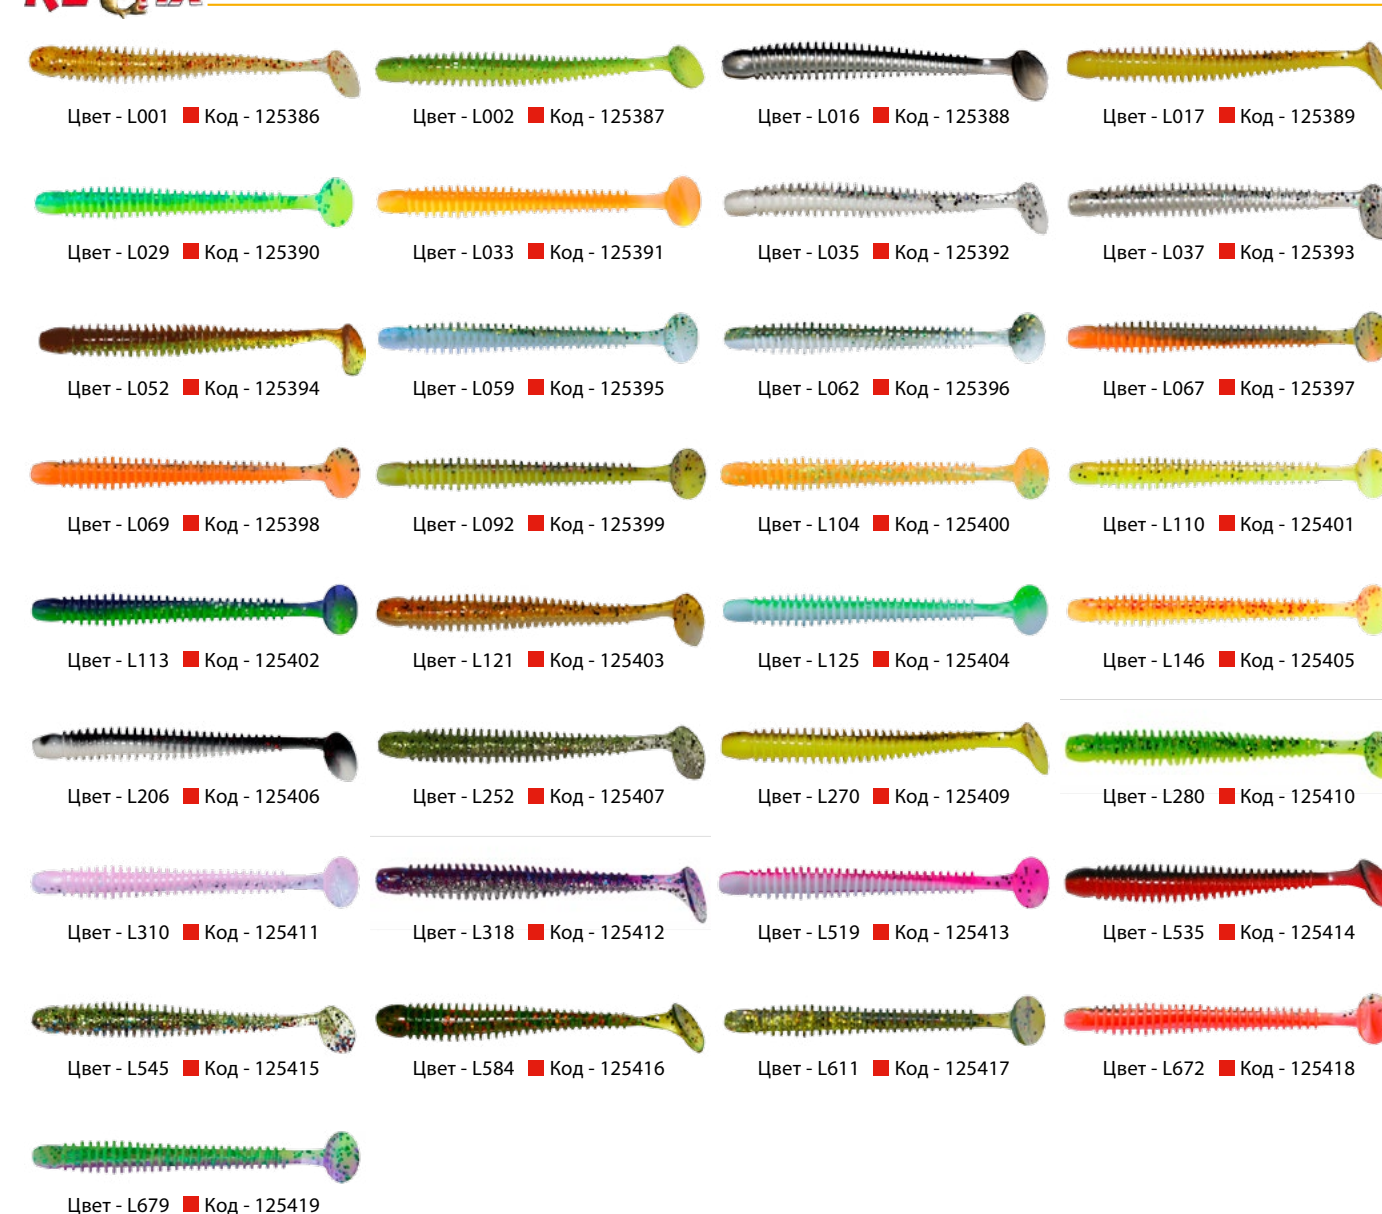 Цвет - L001 Код - 125386
Цвет - L002 Код - 125387
Цвет - L016 Код - 125388
Цвет - L017 Код - 125389
Цвет - L029 Код - 125390
Цвет - L033 Код - 125391
Цвет - L035 Код - 125392
Цвет - L037 Код - 125393
Цвет - L052 Код - 125394
Цвет - L059 Код - 125395
Цвет - L062 Код - 125396
Цвет - L067 Код - 125397
Цвет - L069 Код - 125398
Цвет - L092 Код - 125399
Цвет - L104 Код - 125400
Цвет - L110 Код - 125401
Цвет - L113 Код - 125402
Цвет - L121 Код - 125403
Цвет - L125 Код - 125404
Цвет - L146 Код - 125405
Цвет - L206 Код - 125406
Цвет - L252 Код - 125407
Цвет - L270 Код - 125409
Цвет - L280 Код - 125410
Цвет - L310 Код - 125411
Цвет - L318 Код - 125412
Цвет - L519 Код - 125413
Цвет - L535 Код - 125414
Цвет - L545 Код - 125415
Цвет - L584 Код - 125416
Цвет - L611 Код - 125417
Цвет - L672 Код - 125418
Цвет - L679 Код - 125419